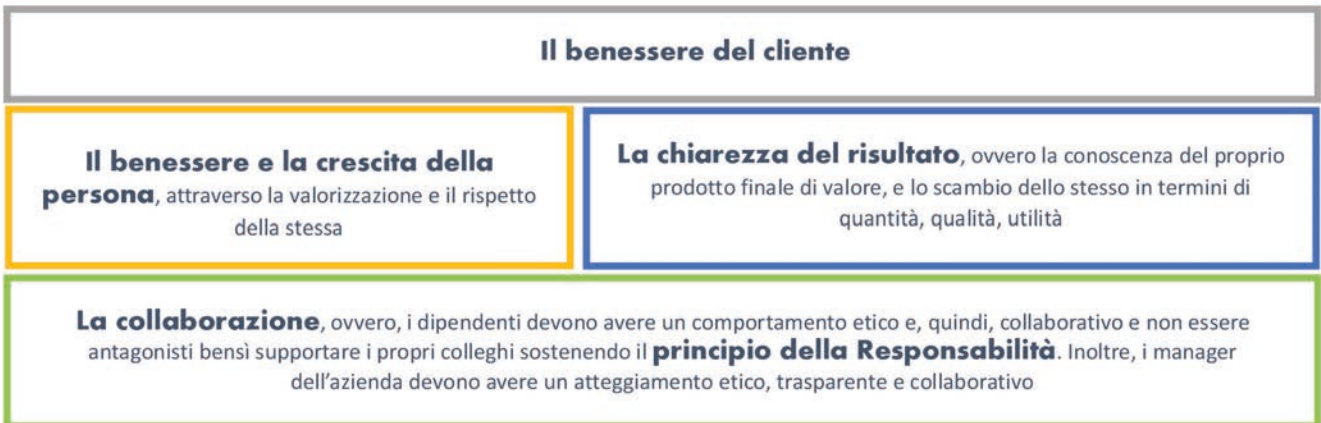 Il benessere del cliente
Il benessere e la crescita della
persona, attraverso la valorizzazione e il rispetto
della stessa
La chiarezza del risultato, ovvero la conoscenza del proprio
prodotto finale di valore, e lo scambio dello stesso in termini di
quantità, qualità, utilità
La collaborazione, ovvero, i dipendenti devono avere un comportamento etico e, quindi, collaborativo e non essere
antagonisti bensì supportare i propri colleghi sostenendo il principio della Responsabilità. Inoltre, i manager
dell’azienda devono avere un atteggiamento etico, trasparente e collaborativo